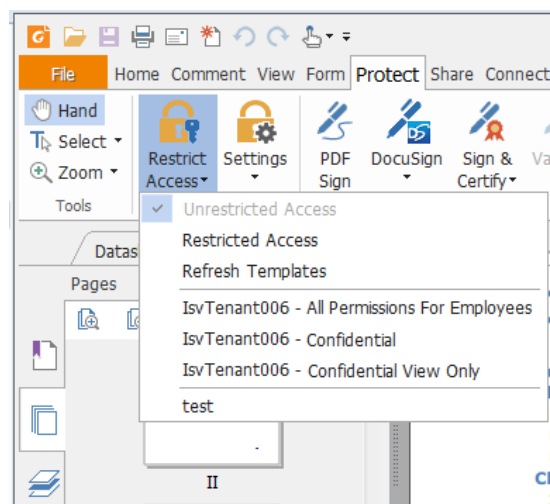 File Home Comment View Form Protect Share Connect
Hand
Select
Zoom
Tools
Restrict Access
Settings
PDF Sign
DocuSign
Sign & Certify
Unrestricted Access
Restricted Access
Refresh Templates
IsvTenant006 - All Permissions For Employees
IsvTenant006 - Confidential
IsvTenant006 - Confidential View Only
test
Pages
II